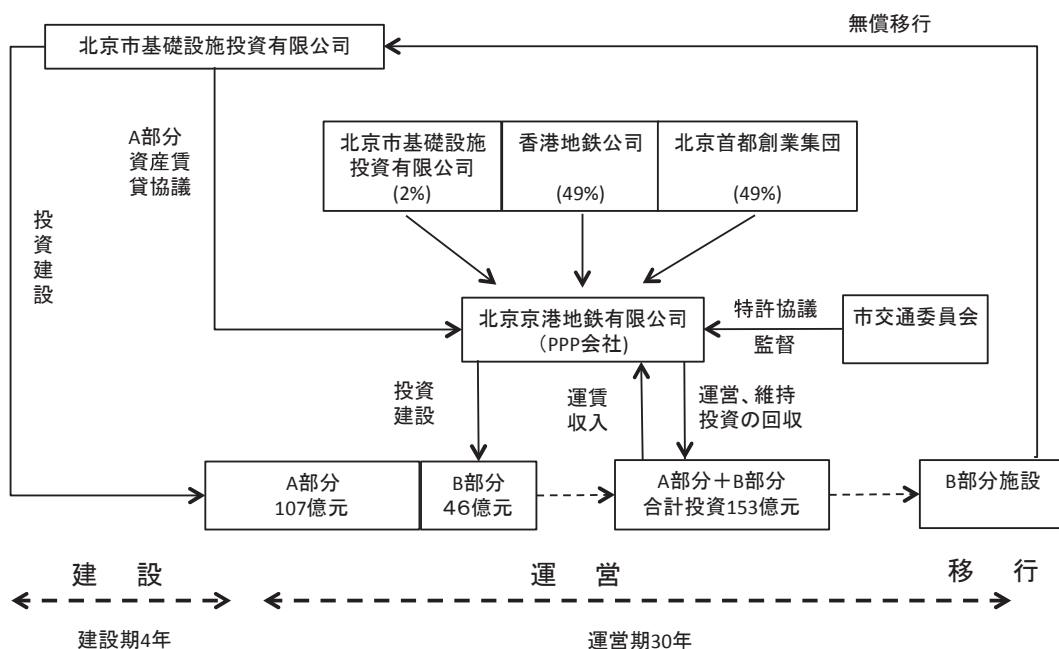 無償移行
北京市基礎設施投資有限公司
A部分
資産賃
貸協議
北京市基礎設施
投資有限公司
(2%)
香港地鉄公司
(49%)
北京首都創業集団
(49%)
投
資
建
設
北京京港地鉄有限公司
（PPP会社)
特許協議
監督
市交通委員会
投資
建設
運賃
収入
運営、維持
投資の回収
A部分
107億元
B部分
４６億元
A部分＋B部分
合計投資153億元
B部分施設
建　設
運　営
移　行
建設期4年
運営期30年